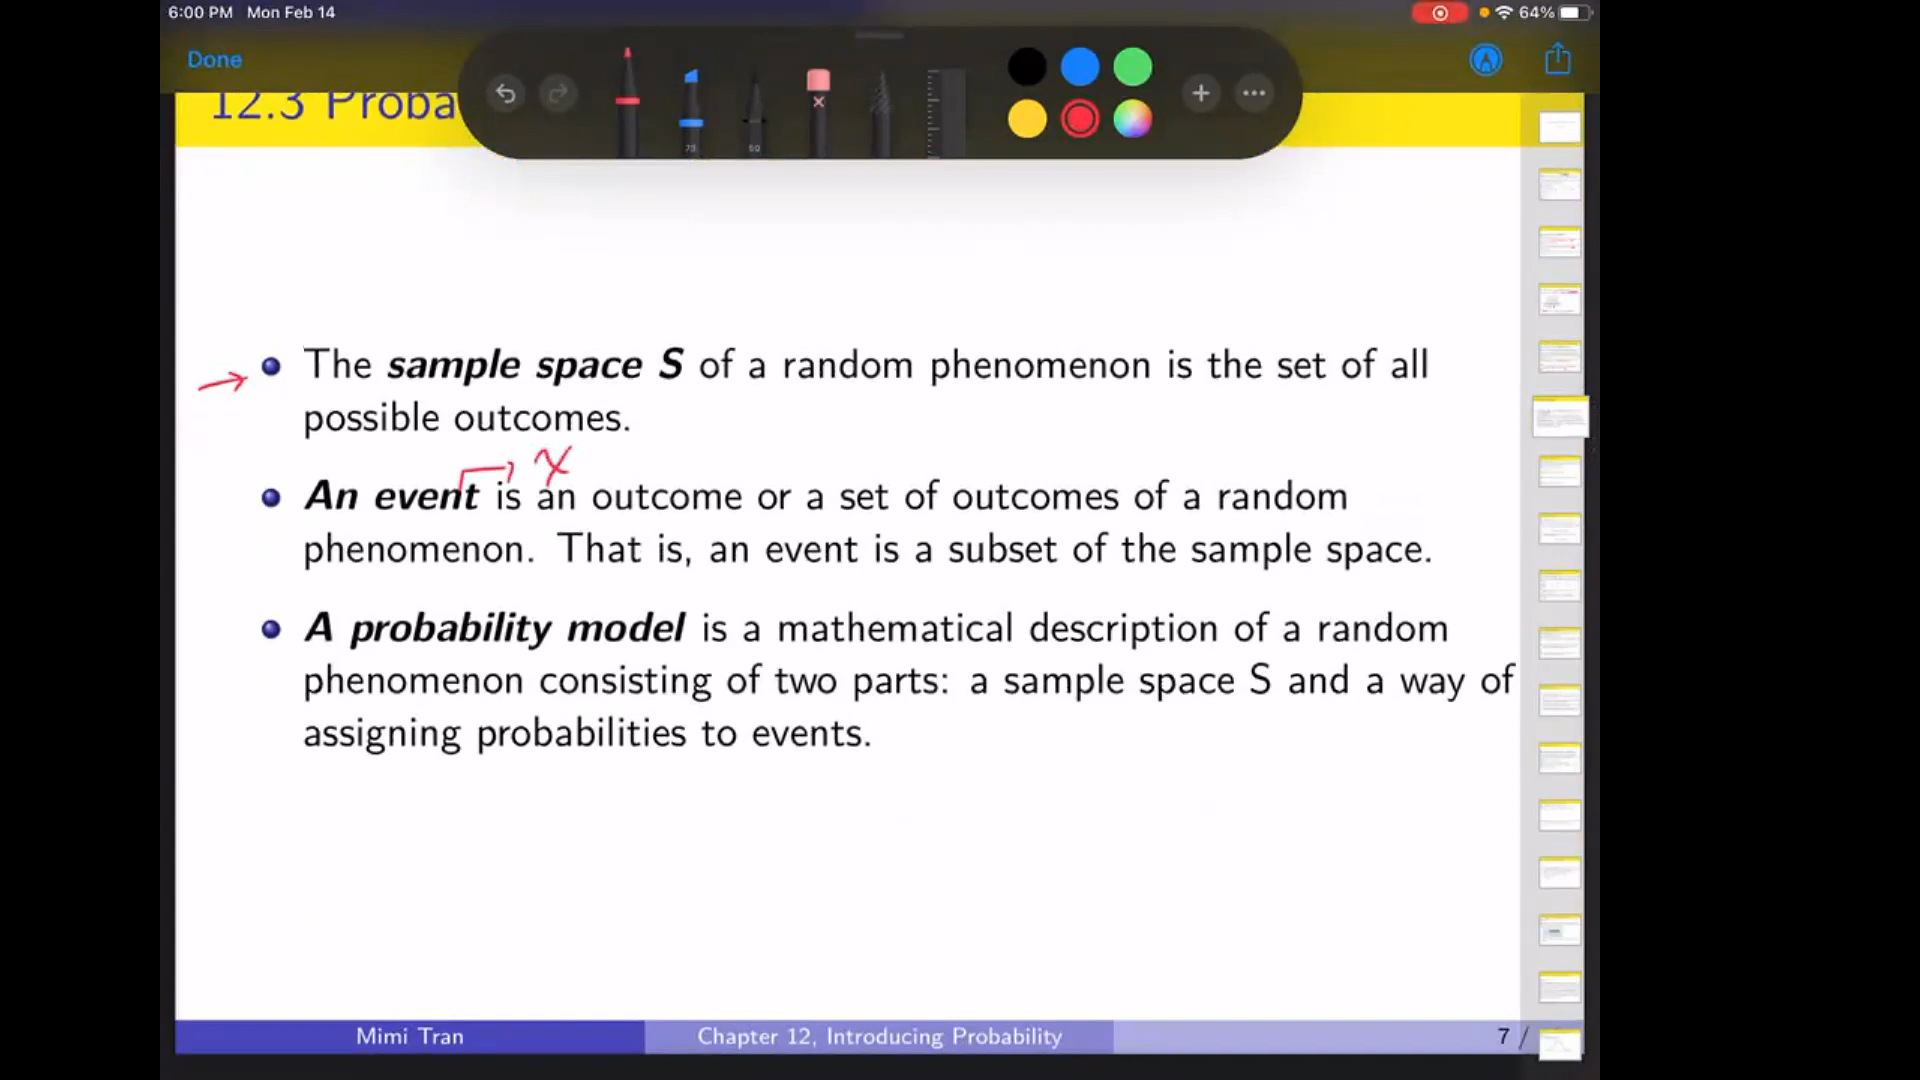 6:00 PM Mon Feb 14
64%
Done
12.3 Proba
75
50
The sample space S of a random phenomenon is the set of all
possible outcomes.
x
An event is an outcome or a set of outcomes of a random
phenomenon. That is, an event is a subset of the sample space.
A probability model is a mathematical description of a random
phenomenon consisting of two parts: a sample space S and a way of
assigning probabilities to events.
Mimi Tran
Chapter 12, Introducing Probability
7 /